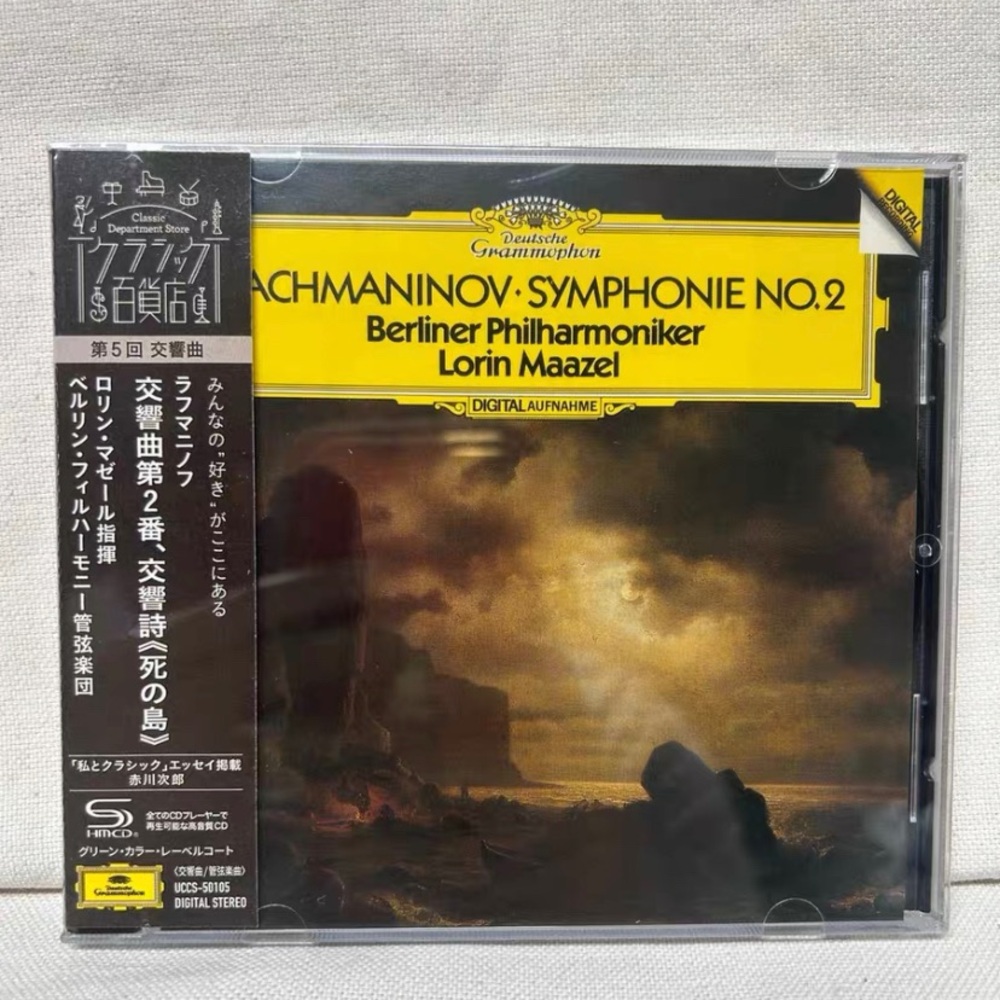 Classic
Department Store
クラシック
百貨店
第5回 交響曲
みんなの"好き"がここにある
ラフマニノフ
交響曲第2番、交響詩《死の島》
ロリン・マゼール指揮
ベルリン・フィルハーモニー管弦楽団
「私とクラシック」エッセイ掲載
赤川次郎
SHMCD
全てのCDプレーヤーで
再生可能な高音質CD
グリーン・カラー・レーベルコート
Deutsche
Grammophon
〈交響曲/管弦楽曲〉
UCCS-50105
DIGITAL STEREO
Deutsche
Grammophon
ACHMANINOV · SYMPHONIE NO. 2
Berliner Philharmoniker
Lorin Maazel
DIGITAL AUFNAHME
DIGITAL